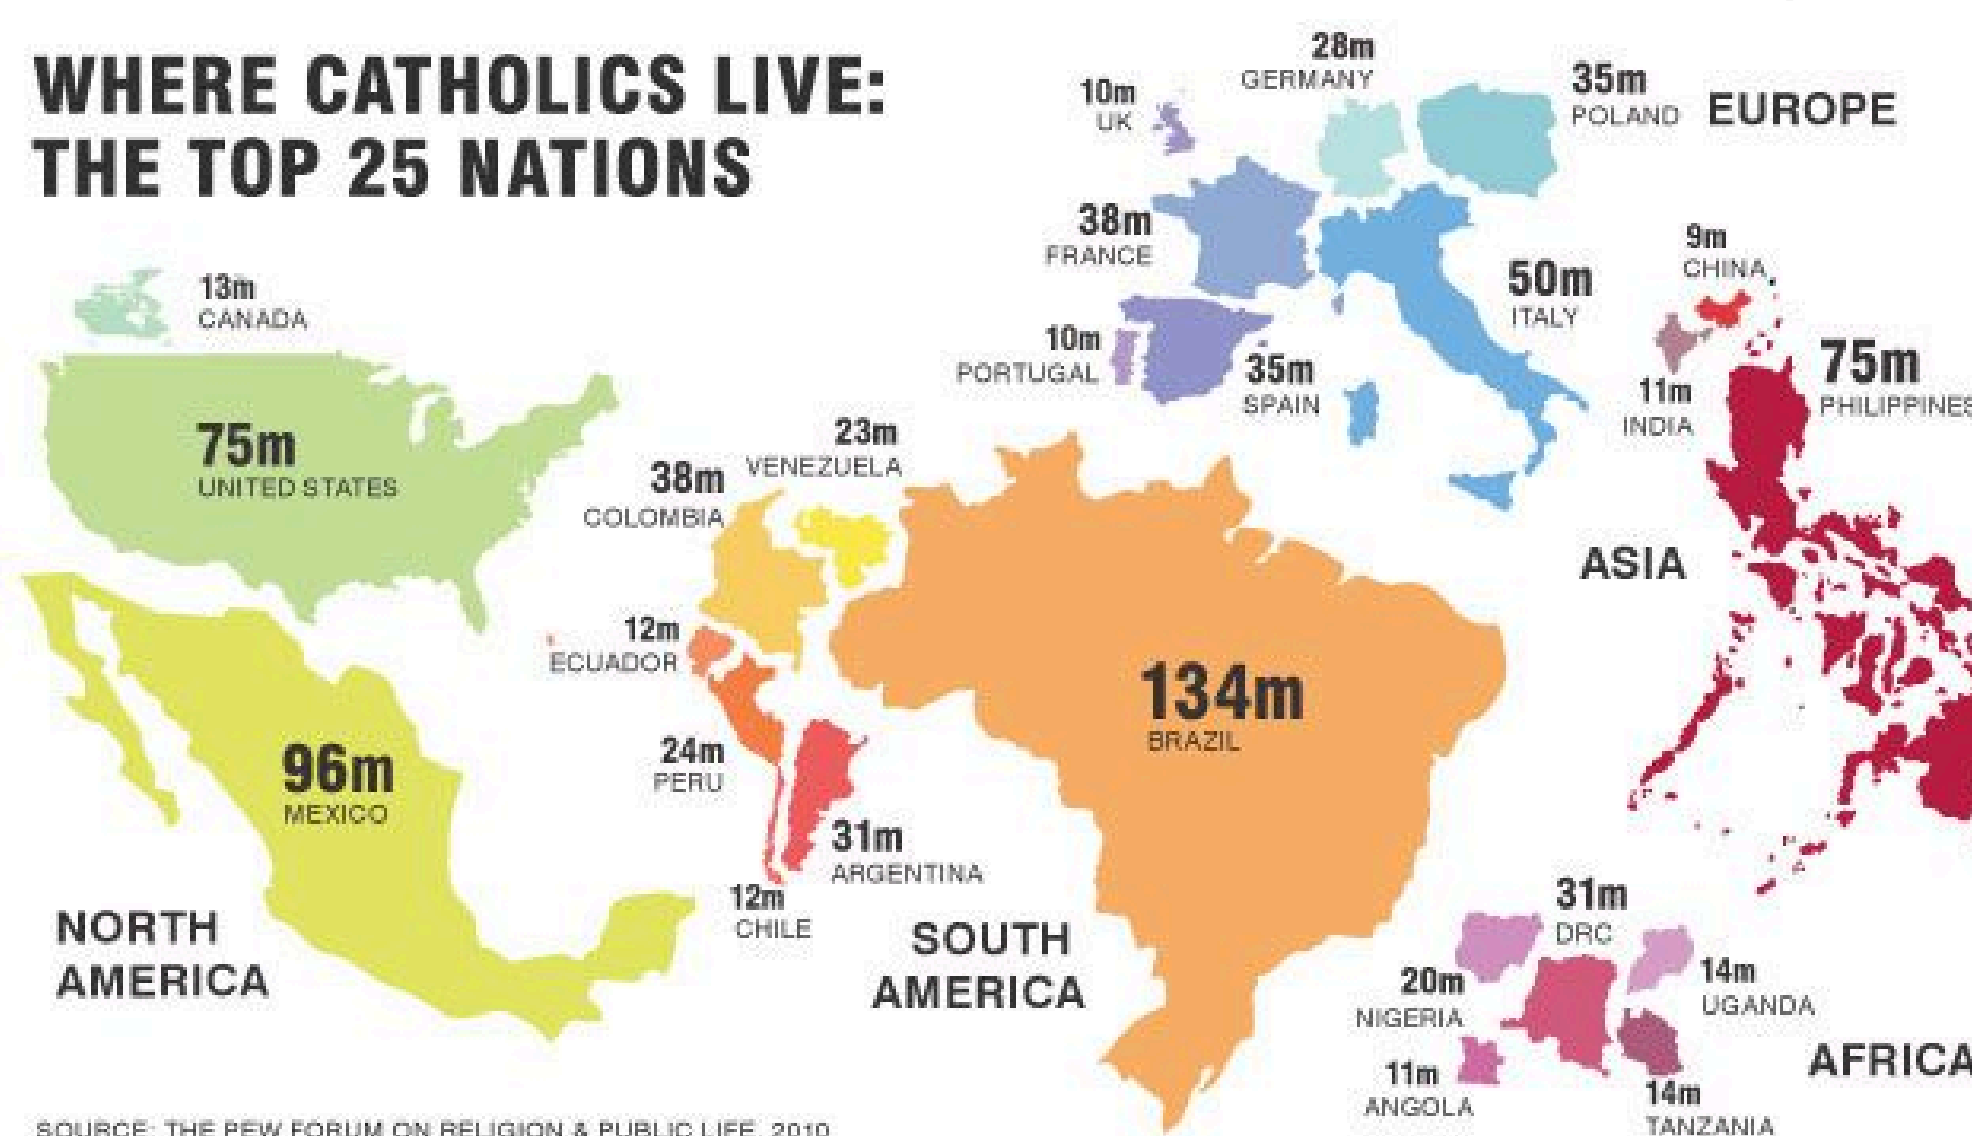 WHERE CATHOLICS LIVE:
THE TOP 25 NATIONS
13m
CANADA
75m
UNITED STATES
96m
MEXICO
NORTH
AMERICA
23m
VENEZUELA
38m
COLOMBIA
12m
ECUADOR
24m
PERU
31m
ARGENTINA
12m
CHILE
134m
BRAZIL
SOUTH
AMERICA
28m
GERMANY
10m
UK
35m
POLAND
EUROPE
38m
FRANCE
50m
ITALY
10m
PORTUGAL
35m
SPAIN
9m
CHINA
11m
INDIA
75m
PHILIPPINES
ASIA
31m
DRC
20m
NIGERIA
14m
UGANDA
11m
ANGOLA
14m
TANZANIA
AFRICA
SOURCE: THE PEW FORUM ON RELIGION & PUBLIC LIFE, 2010